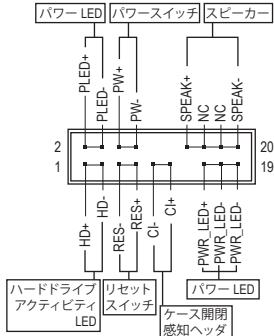 パワー LED
パワースイッチ
スピーカー
PLED+
PLED-
PW+
PW-
SPEAK+
NC
NC
SPEAK-
2
20
1
19
HD+
HD-
RES-
RES+
CI-
CI+
PWR_LED+
PWR_LED-
PWR_LED-
ハードドライブ
アクティビティ
LED
リセット
スイッチ
ケース開閉
感知ヘッダ
パワー LED